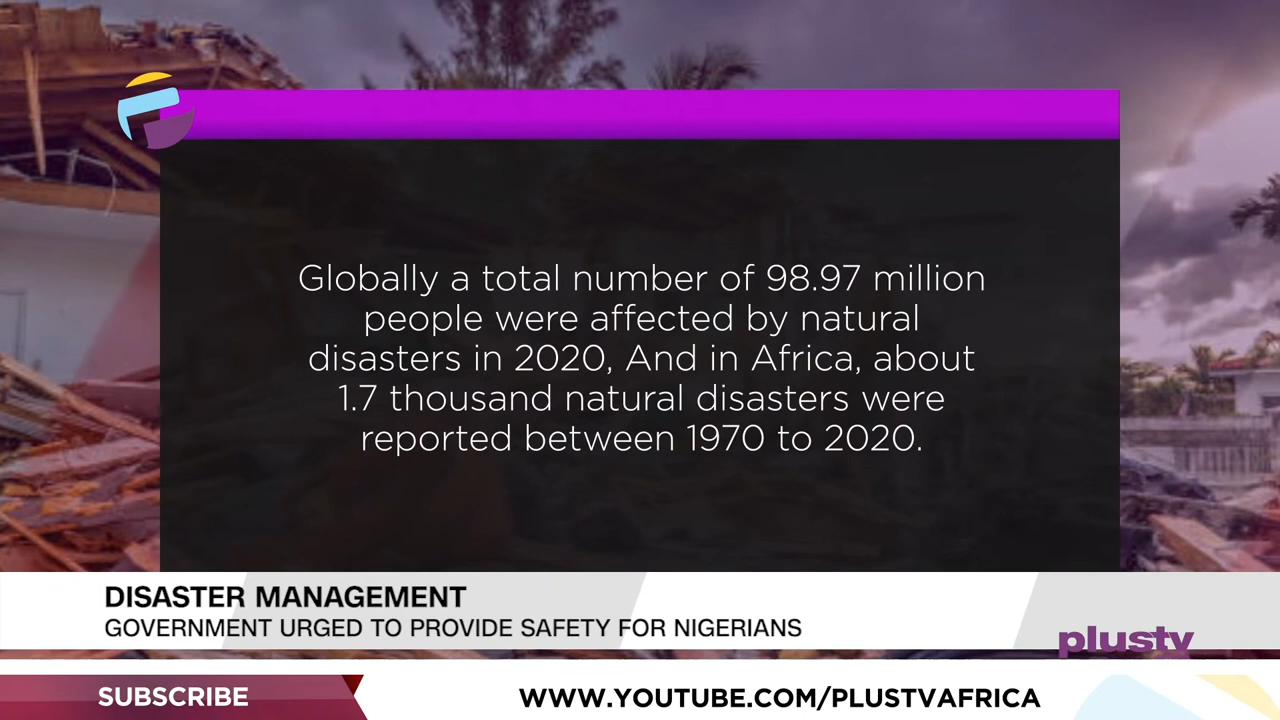 Globally a total number of 98.97 million
people were affected by natural
disasters in 2020, And in Africa, about
1.7 thousand natural disasters were
reported between 1970 to 2020.
DISASTER MANAGEMENT
GOVERNMENT URGED TO PROVIDE SAFETY FOR NIGERIANS
plustv
SUBSCRIBE
WWW.YOUTUBE.COM/PLUSTVAFRICA